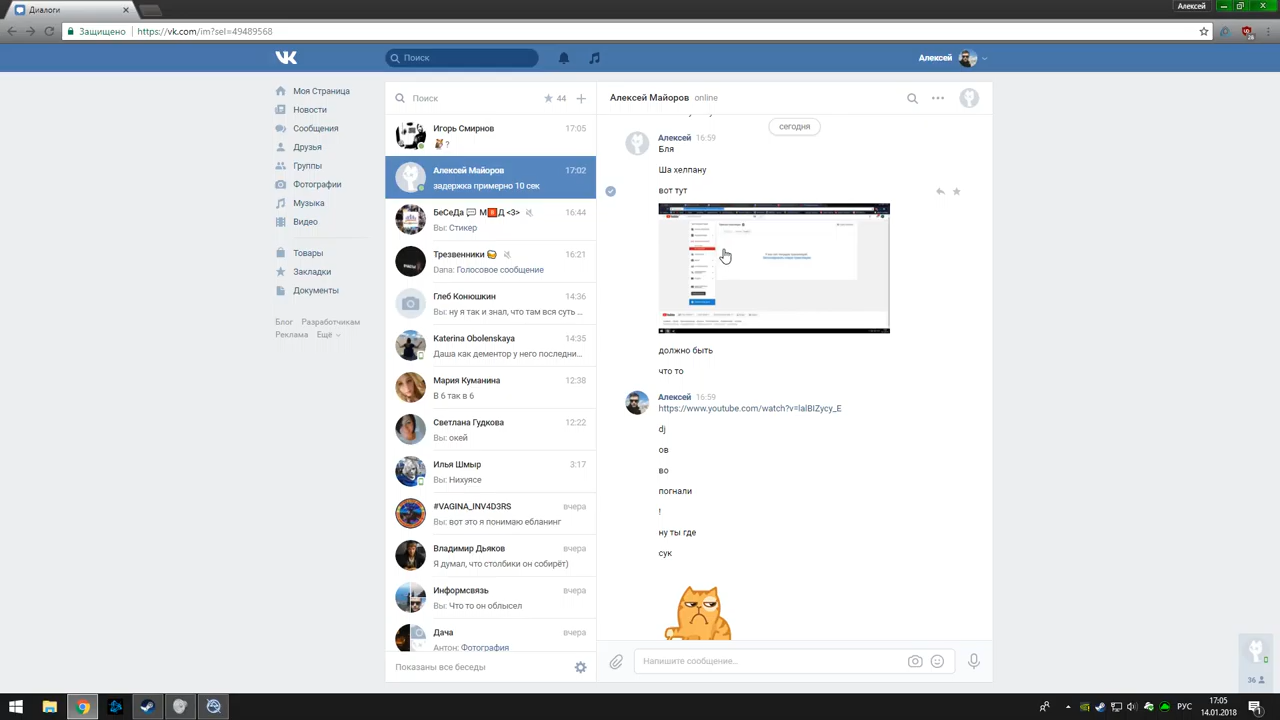 Диалоги
Алексей
Защищено
https://vk.com/im?sel=49489568
28
Поиск
Алексей
Моя Страница
Новости
Сообщения
Друзья
Группы
Фотографии
Музыка
Видео
Товары
Закладки
Документы
Блог Разработчикам
Реклама Ещё
Поиск
44
Игорь Смирнов 17:05
?
Алексей Майоров 17:02
задержка примерно 10 сек
БеСеДа М Д <3> 16:44
Вы: Стикер
Трезвенники 16:21
Dana: Голосовое сообщение
Глеб Конюшкин 14:36
Вы: ну я так и знал, что там вся суть ...
Katerina Obolenskaya 14:35
Даша как дементор у него последни...
Мария Куманина 12:38
В 6 так в 6
Светлана Гудкова 12:22
Вы: окей
Илья Шмыр 3:17
Вы: Нихуясе
#VAGINA_INV4D3RS вчера
Вы: вот это я понимаю ебланинг
Владимир Дьяков вчера
Я думал, что столбики он собирёт)
Информсвязь вчера
Вы: Что то он облысел
Дача вчера
Антон: Фотография
Показаны все беседы
Алексей Майоров online
сегодня
Алексей 16:59
Бля
Ша хелпану
вот тут
должно быть
что то
Алексей 16:59
https://www.youtube.com/watch?v=lalBIZycy_E
dj
ов
во
погнали
!
ну ты где
сук
Напишите сообщение...
36
РУС
17:05
14.01.2018